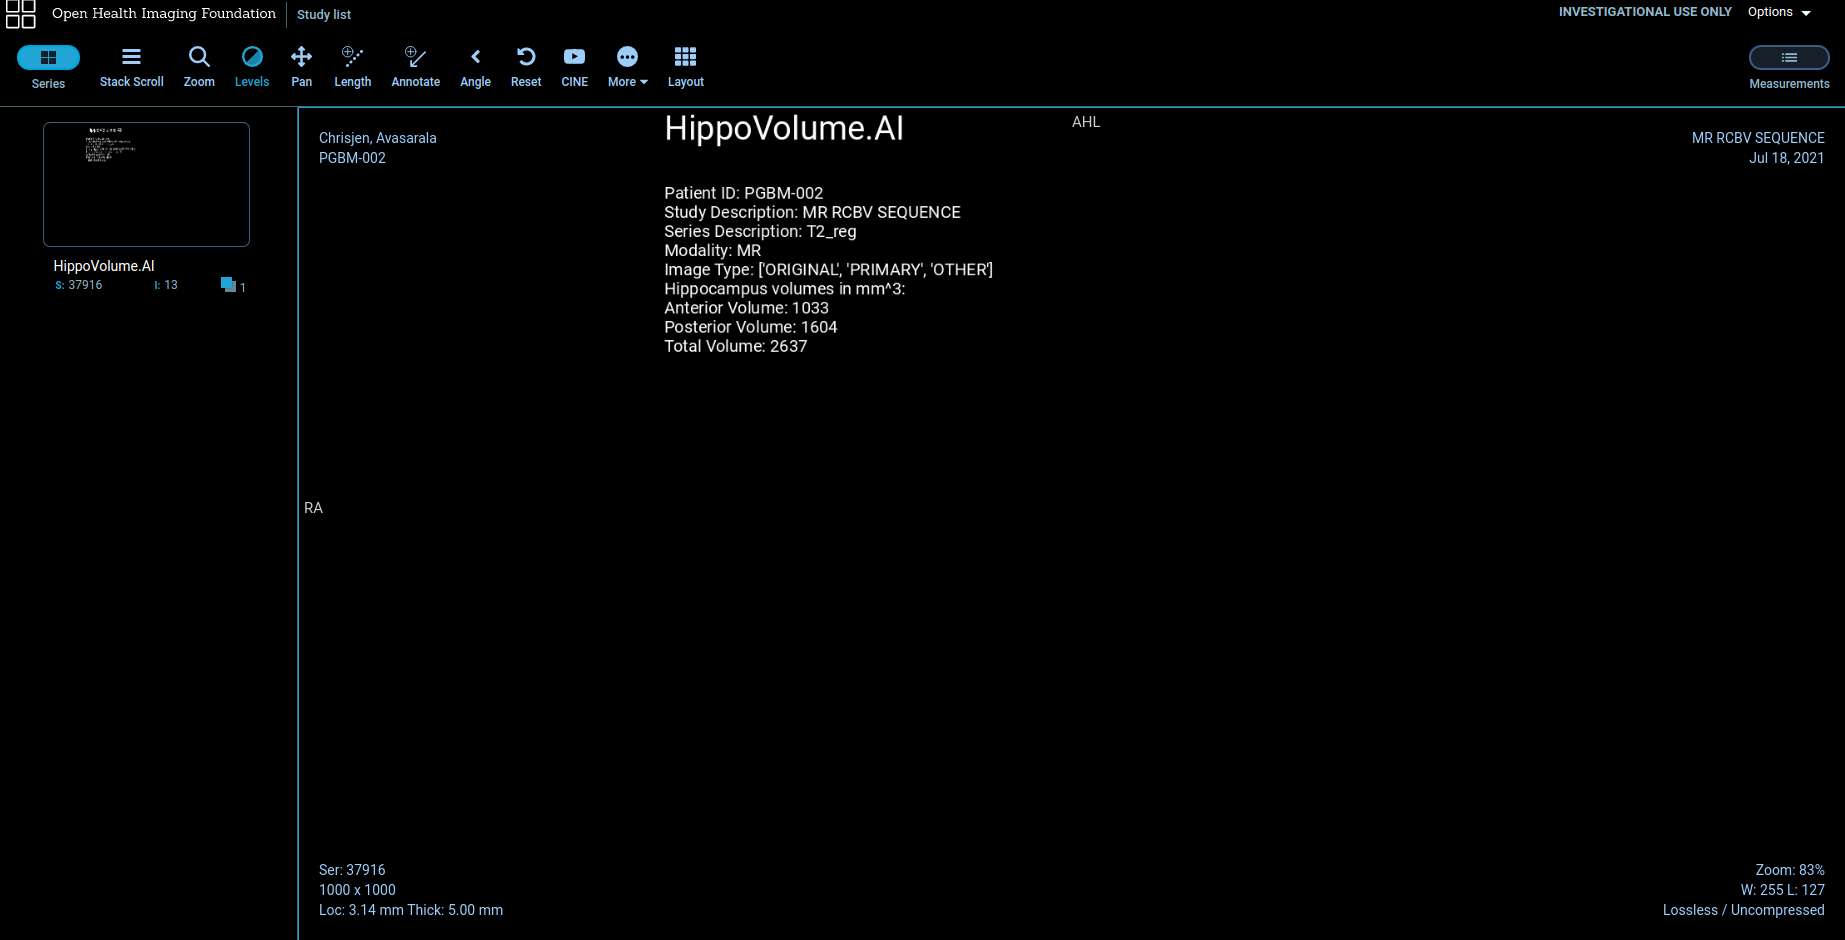 Open Health Imaging Foundation
Study list
INVESTIGATIONAL USE ONLY
Options
Series
Stack Scroll
Zoom
Levels
Pan
Length
Annotate
Angle
Reset
CINE
More
Layout
Measurements
HippoVolume.AI
S: 37916
I: 13
1
Chrisjen, Avasarala
PGBM-002
HippoVolume.AI
AHL
MR RCBV SEQUENCE
Jul 18, 2021
Patient ID: PGBM-002
Study Description: MR RCBV SEQUENCE
Series Description: T2_reg
Modality: MR
Image Type: ['ORIGINAL', 'PRIMARY', 'OTHER']
Hippocampus volumes in mm^3:
Anterior Volume: 1033
Posterior Volume: 1604
Total Volume: 2637
RA
Ser: 37916
1000 x 1000
Loc: 3.14 mm Thick: 5.00 mm
Zoom: 83%
W: 255 L: 127
Lossless / Uncompressed